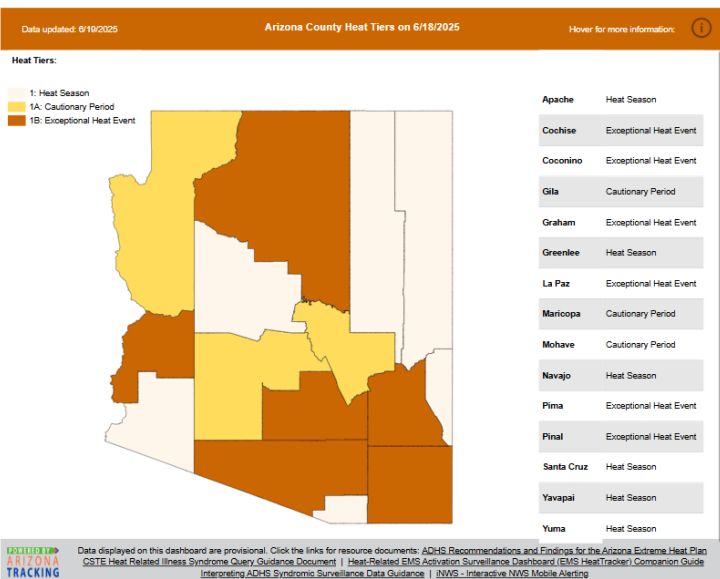 Data updated: 6/19/2025
Arizona County Heat Tiers on 6/18/2025
Hover for more information:
i
Heat Tiers:
1: Heat Season
1A: Cautionary Period
1B: Exceptional Heat Event
Apache Heat Season
Cochise Exceptional Heat Event
Coconino Exceptional Heat Event
Gila Cautionary Period
Graham Exceptional Heat Event
Greenlee Heat Season
La Paz Exceptional Heat Event
Maricopa Cautionary Period
Mohave Cautionary Period
Navajo Heat Season
Pima Exceptional Heat Event
Pinal Exceptional Heat Event
Santa Cruz Heat Season
Yavapai Heat Season
Yuma Heat Season
POWERED BY
ARIZONA
TRACKING
Data displayed on this dashboard are provisional. Click the links for resource documents: ADHS Recommendations and Findings for the Arizona Extreme Heat Plan
CSTE Heat Related Illness Syndrome Query Guidance Document | Heat-Related EMS Activation Surveillance Dashboard (EMS HeatTracker) Companion Guide
Interpreting ADHS Syndromic Surveillance Data Guidance | iNWS - Interactive NWS Mobile Alerting